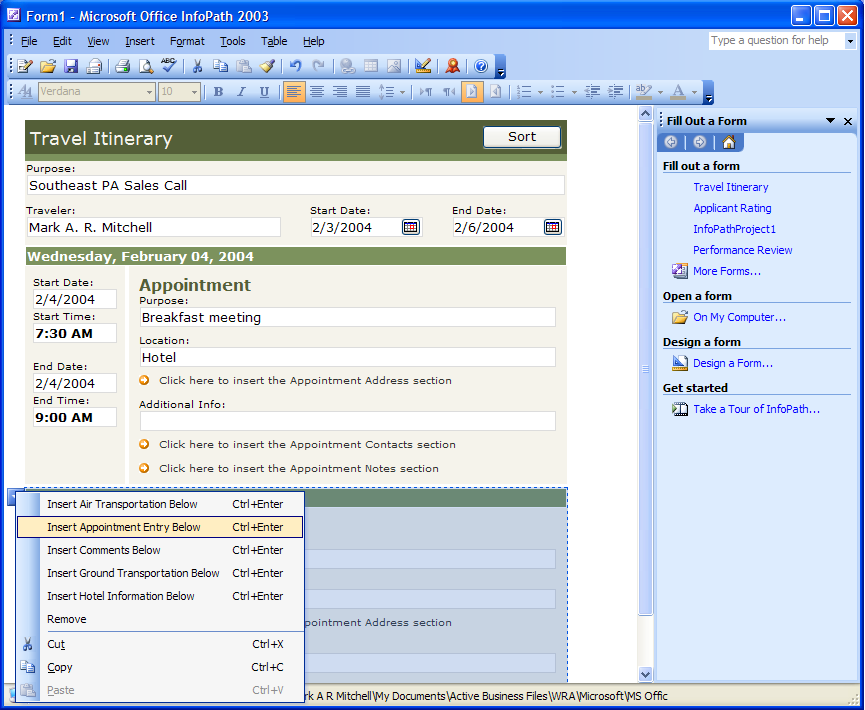 Form1 - Microsoft Office InfoPath 2003
File Edit View Insert Format Tools Table Help
Type a question for help
Verdana 10 B I U
Travel Itinerary
Sort
Purpose:
Southeast PA Sales Call
Traveler: Start Date: End Date:
Mark A. R. Mitchell 2/3/2004 2/6/2004
Wednesday, February 04, 2004
Start Date:
2/4/2004
Start Time:
7:30 AM
End Date:
2/4/2004
End Time:
9:00 AM
Appointment
Purpose:
Breakfast meeting
Location:
Hotel
Click here to insert the Appointment Address section
Additional Info:
Click here to insert the Appointment Contacts section
Click here to insert the Appointment Notes section
Insert Air Transportation Below Ctrl+Enter
Insert Appointment Entry Below Ctrl+Enter
Insert Comments Below Ctrl+Enter
Insert Ground Transportation Below Ctrl+Enter
Insert Hotel Information Below Ctrl+Enter
Remove
Cut Ctrl+X
Copy Ctrl+C
Paste Ctrl+V
pointment Address section
rk A R Mitchell\My Documents\Active Business Files\WRA\Microsoft\MS Offic
Fill Out a Form
Fill out a form
Travel Itinerary
Applicant Rating
InfoPathProject1
Performance Review
More Forms...
Open a form
On My Computer...
Design a form
Design a Form...
Get started
Take a Tour of InfoPath...